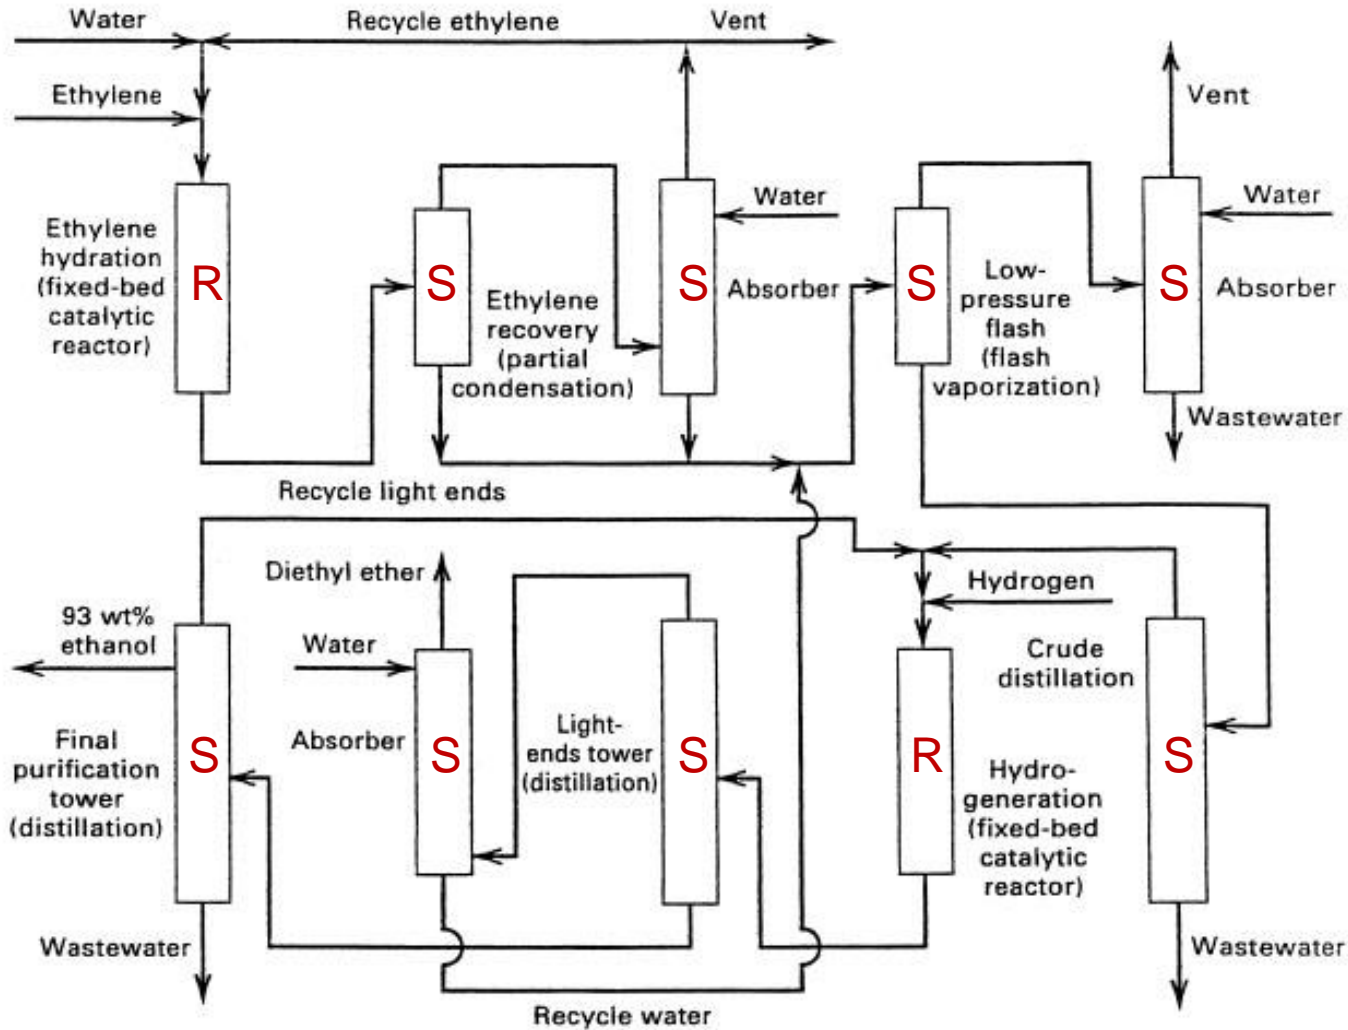 Water
Recycle ethylene
Vent
Ethylene
Vent
Ethylene
hydration
(fixed-bed
catalytic
reactor)
R
S
Ethylene
recovery
(partial
condensation)
S
Water
Absorber
S
Low-
pressure
flash
(flash
vaporization)
S
Water
Absorber
Wastewater
Recycle light ends
Diethyl ether
Hydrogen
93 wt%
ethanol
Water
Crude
distillation
Final
purification
tower
(distillation)
S
Absorber
S
Light-
ends tower
(distillation)
S
R
Hydro-
generation
(fixed-bed
catalytic
reactor)
S
Wastewater
Wastewater
Recycle water